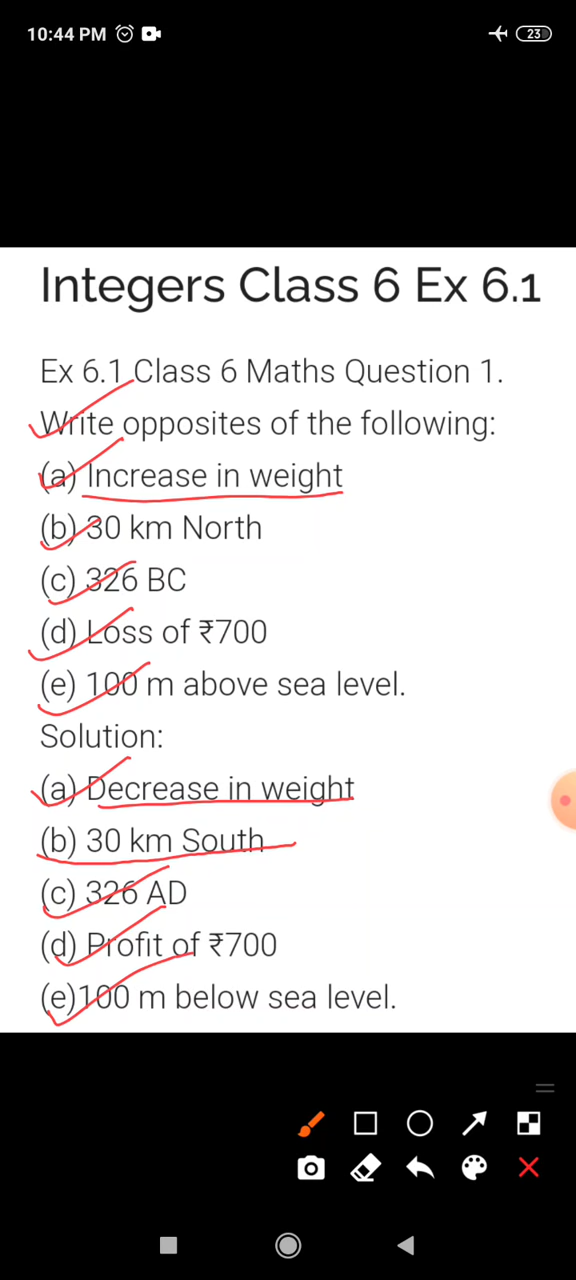 10:44 PM 23
Integers Class 6 Ex 6.1
Ex 6.1 Class 6 Maths Question 1.
Write opposites of the following:
(a) Increase in weight
(b) 30 km North
(c) 326 BC
(d) Loss of ₹700
(e) 100 m above sea level.
Solution:
(a) Decrease in weight
(b) 30 km South
(c) 326 AD
(d) Profit of ₹700
(e)100 m below sea level.